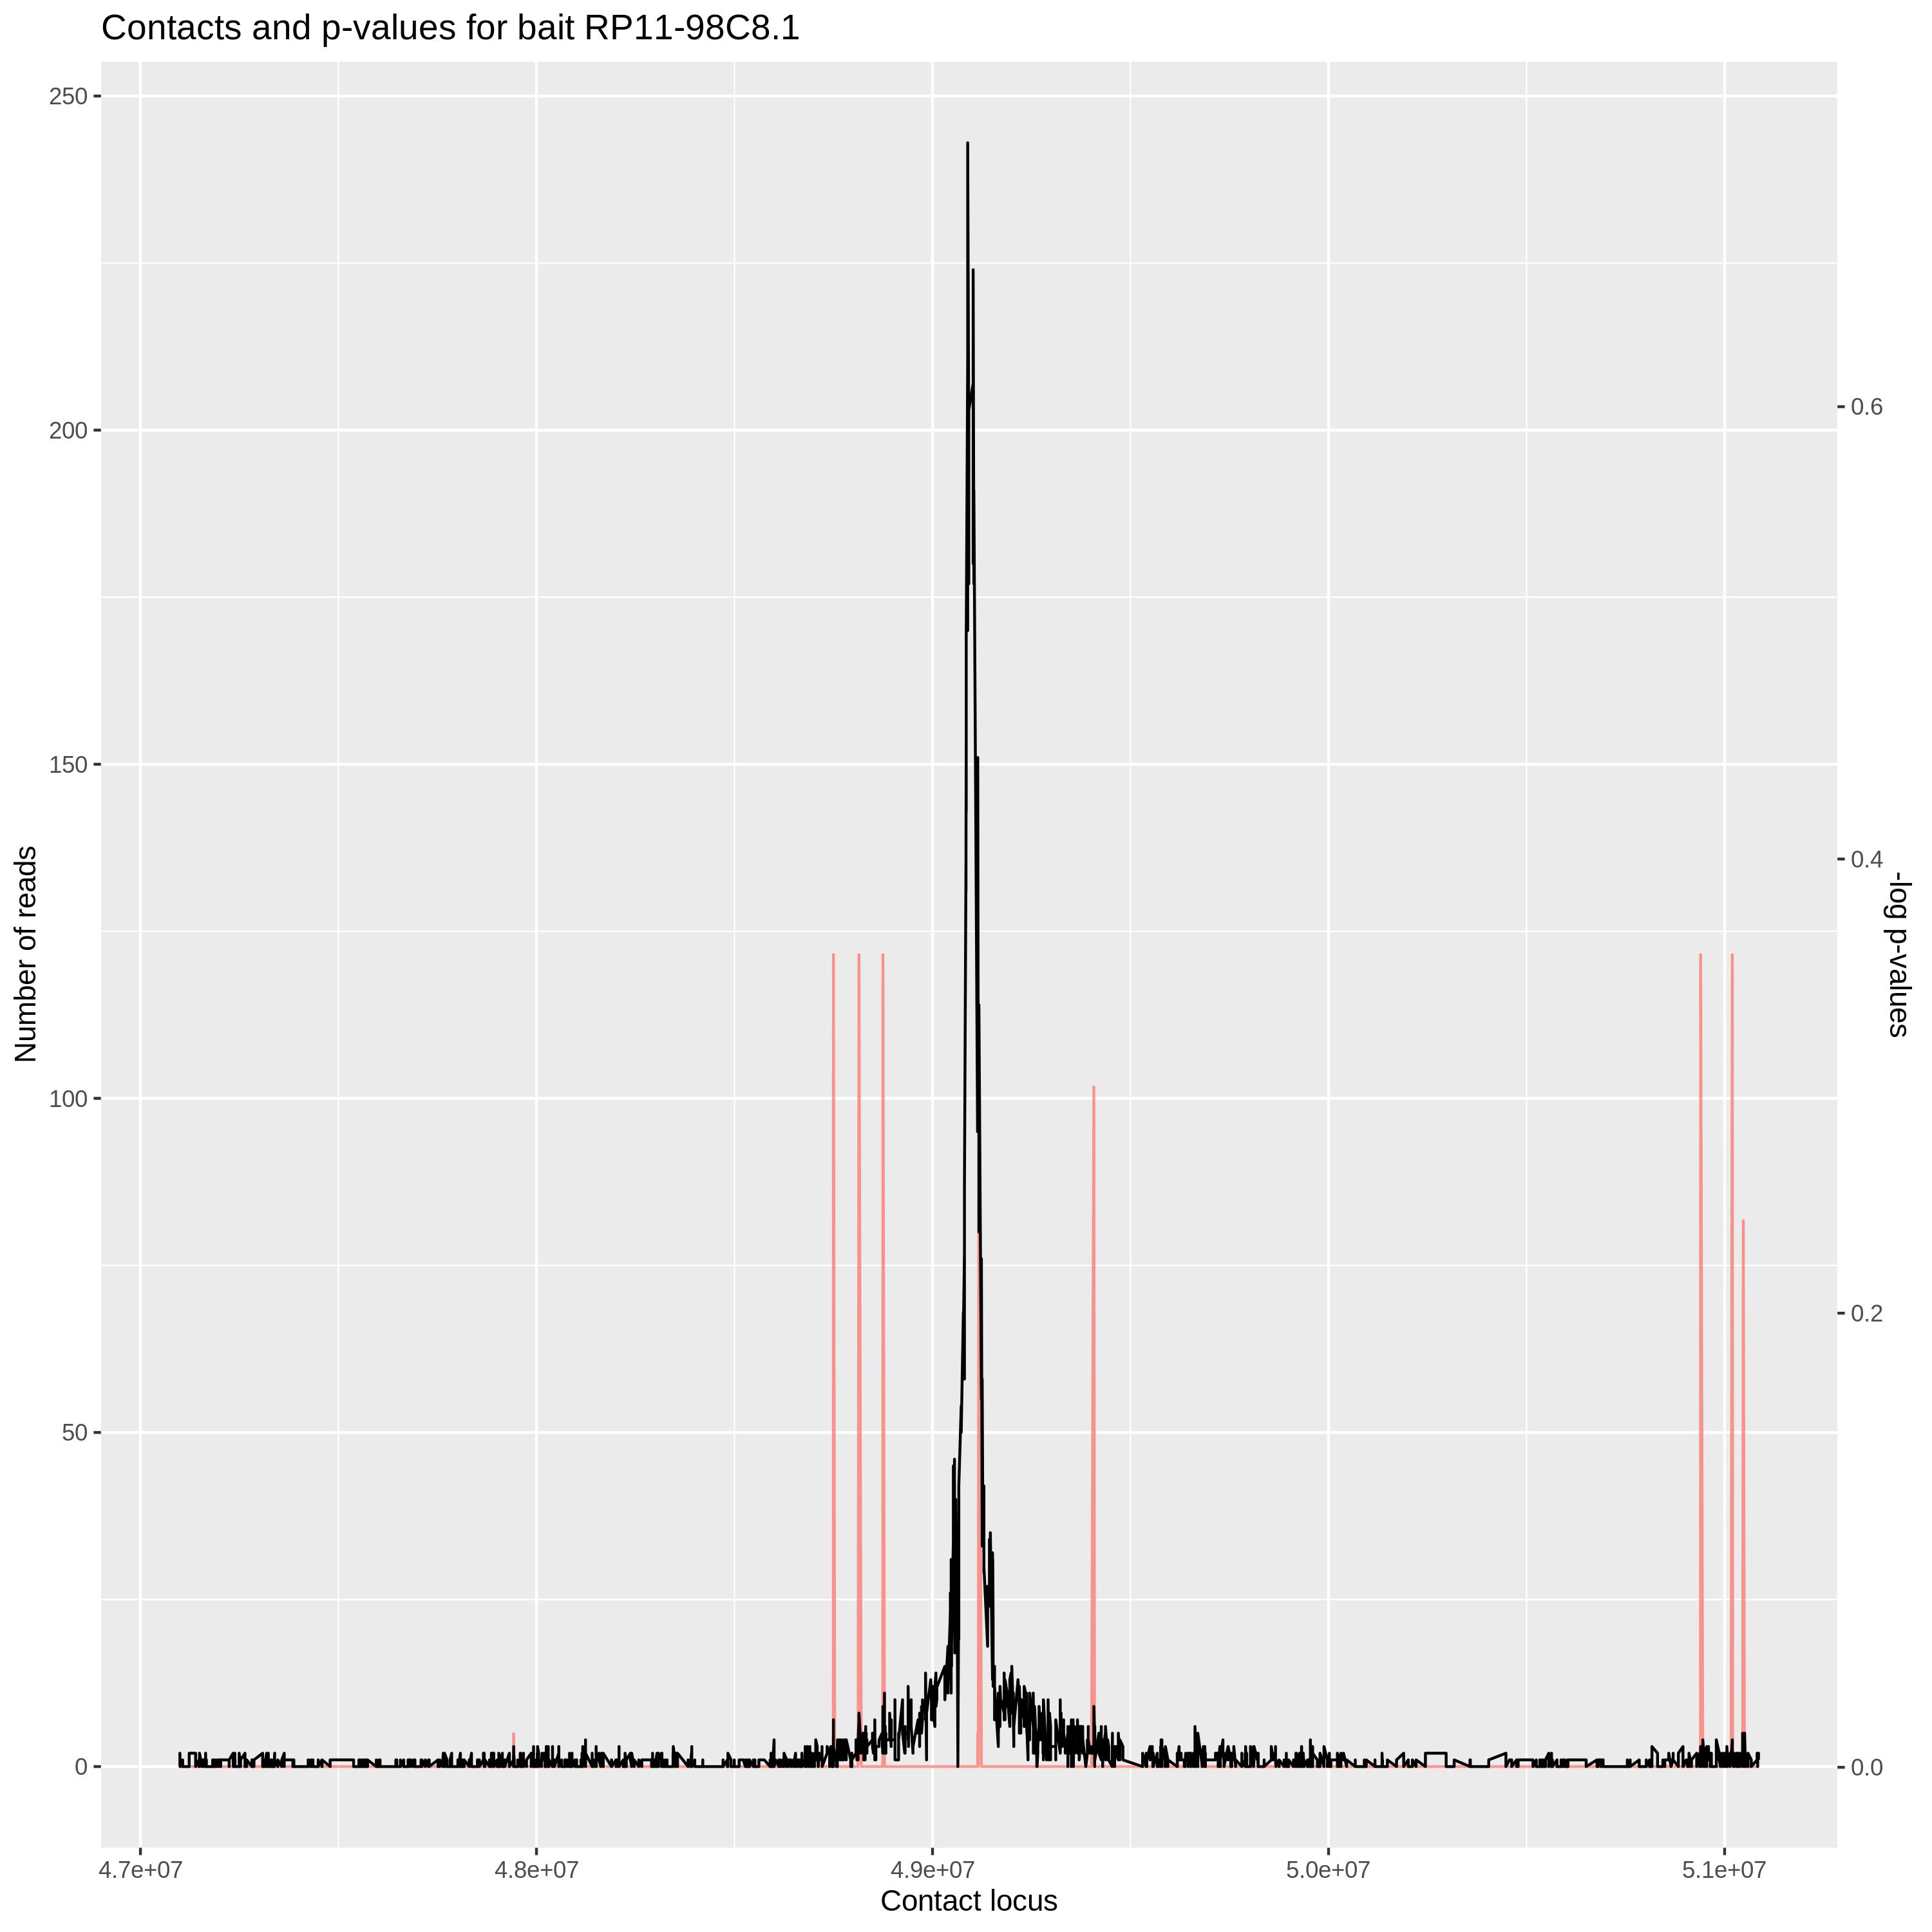 Contacts and p-values for bait RP11-98C8.1
250
200
150
100
50
0
Number of reads
0.6
0.4
0.2
0.0
-log p-values
4.7e+07 4.8e+07 4.9e+07 5.0e+07 5.1e+07
Contact locus